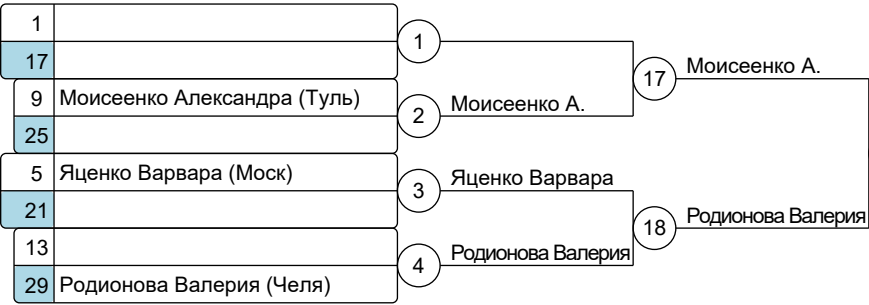 1
17
9 Моисеенко Александра (Туль)
25
5 Яценко Варвара (Моск)
21
13
29 Родионова Валерия (Челя)
1
2 Моисеенко А.
3 Яценко Варвара
4 Родионова Валерия
17 Моисеенко А.
18 Родионова Валерия